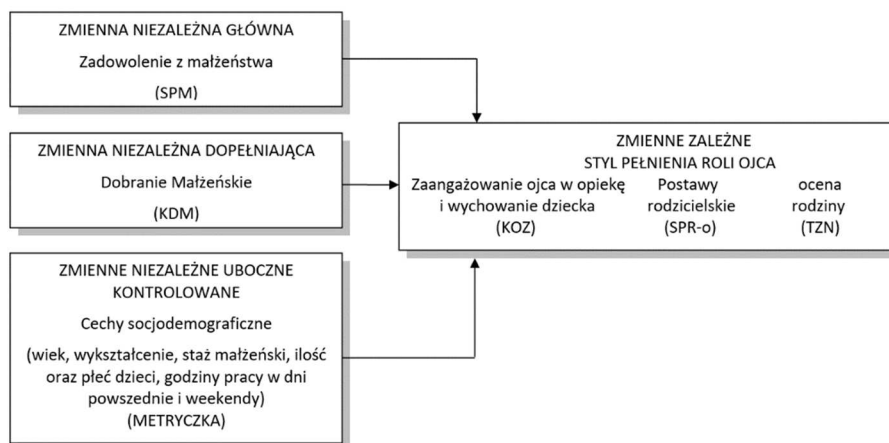 ZMIENNA NIEZALEŻNA GŁÓWNA
Zadowolenie z małżeństwa
(SPM)
ZMIENNA NIEZALEŻNA DOPEŁNIAJĄCA
Dobranie Małżeńskie
(KDM)
ZMIENNE NIEZALEŻNE UBOCZNE
KONTROLOWANE
Cechy socjodemograficzne
(wiek, wykształcenie, staż małżeński, ilość
oraz płeć dzieci, godziny pracy w dni
powszednie i weekendy)
(METRYCZKA)
ZMIENNE ZALEŻNE
STYL PEŁNIENIA ROLI OJCA
Zaangażowanie ojca w opiekę
i wychowanie dziecka
(KOZ)
Postawy
rodzicielskie
(SPR-o)
ocena
rodziny
(TZN)